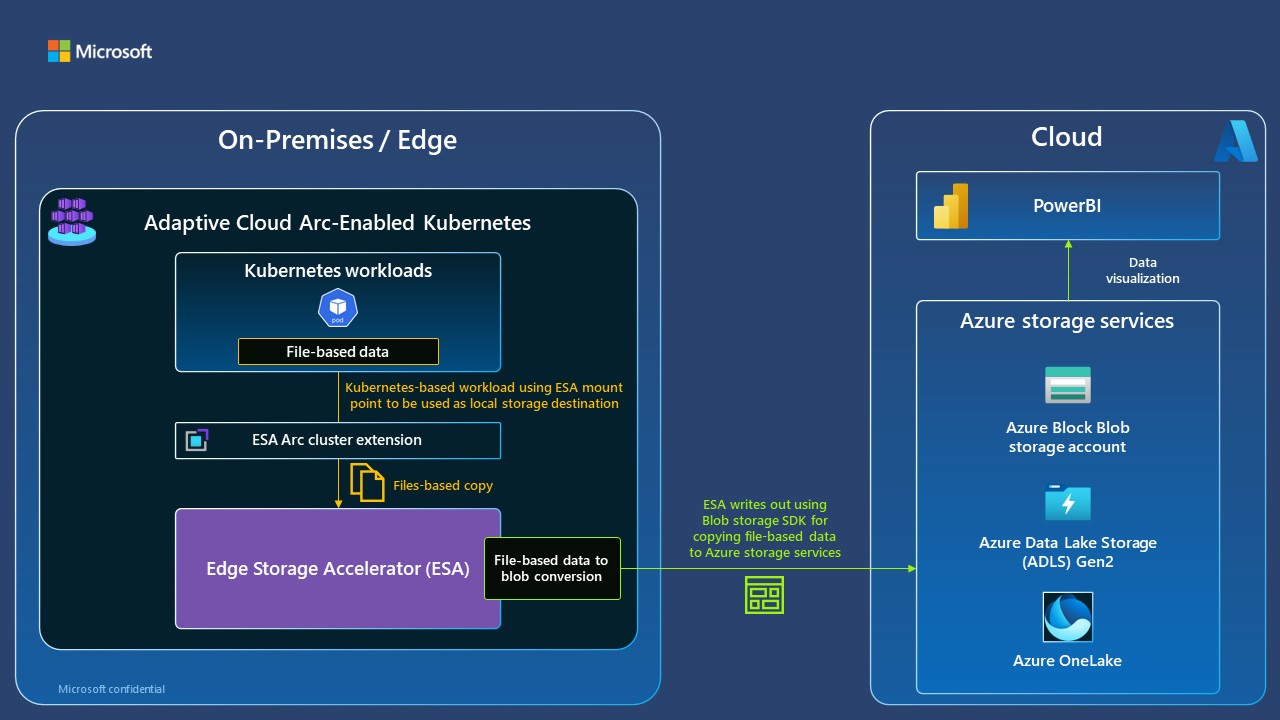 Microsoft
On-Premises / Edge
Adaptive Cloud Arc-Enabled Kubernetes
Kubernetes workloads
pod
File-based data
Kubernetes-based workload using ESA mount
point to be used as local storage destination
ESA Arc cluster extension
Files-based copy
Edge Storage Accelerator (ESA)
File-based data to
blob conversion
Microsoft confidential
ESA writes out using
Blob storage SDK for
copying file-based data
to Azure storage services
Cloud
PowerBI
Data
visualization
Azure storage services
Azure Block Blob
storage account
Azure Data Lake Storage
(ADLS) Gen2
Azure OneLake